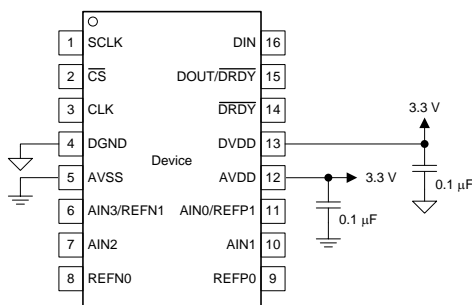 1 SCLK DIN 16
2 CS DOUT/DRDY 15
3 CLK DRDY 14
3.3 V
4 DGND DVDD 13
Device
5 AVSS AVDD 12 3.3 V
0.1 µF
6 AIN3/REFN1 AIN0/REFP1 11
0.1 µF
7 AIN2 AIN1 10
8 REFN0 REFP0 9